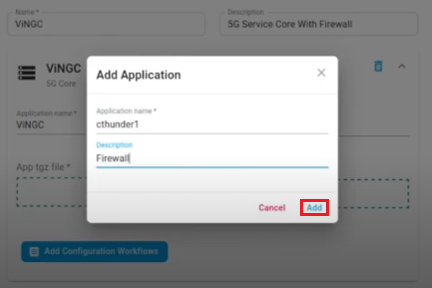 Name *
ViNGC
Description
5G Service Core With Firewall
ViNGC
5G Core
Application name *
ViNGC
App tgz file *
Add Application
Application name *
cthunder1
Description
Firewall
Cancel
Add
Add Configuration Workflows